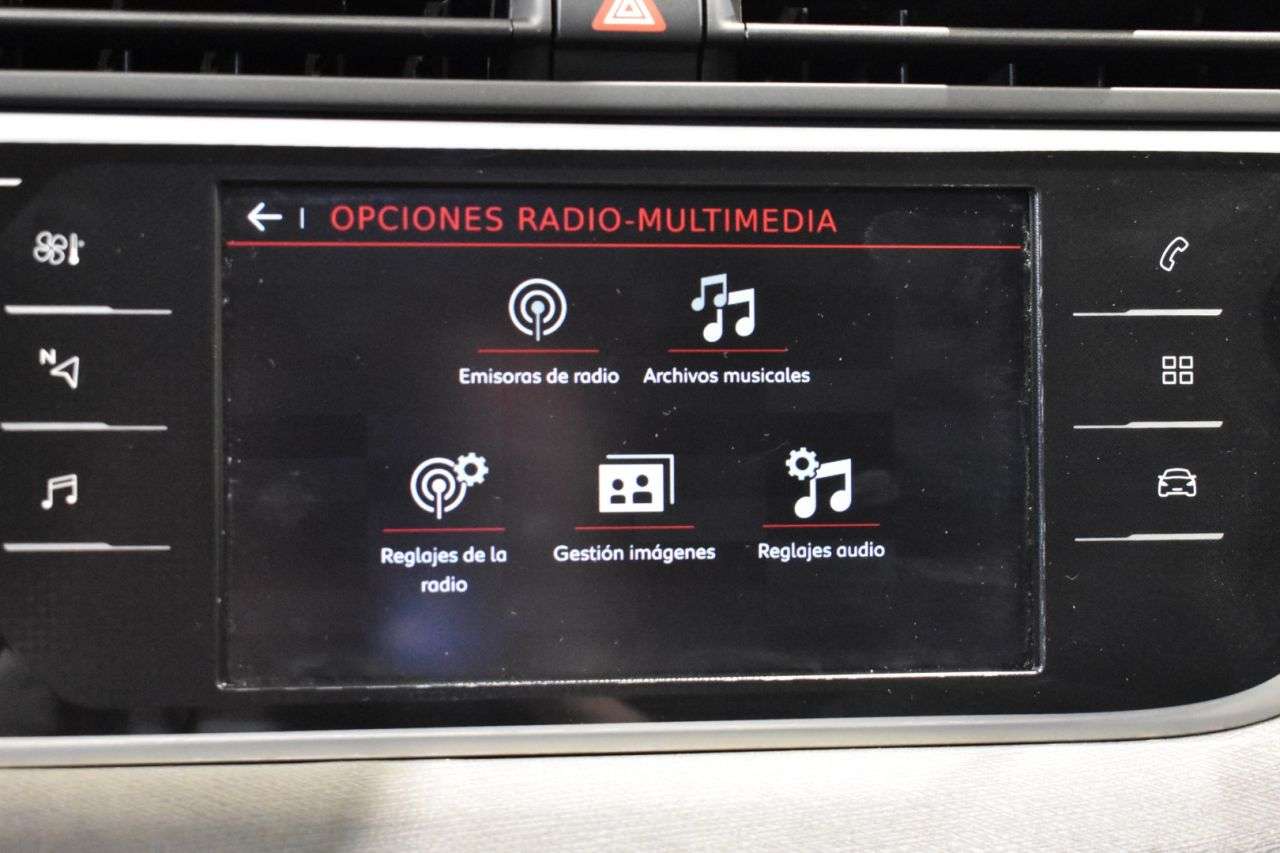 OPCIONES RADIO-MULTIMEDIA
Emisoras de radio
Archivos musicales
N
Reglajes de la
radio
Gestión imágenes
Reglajes audio